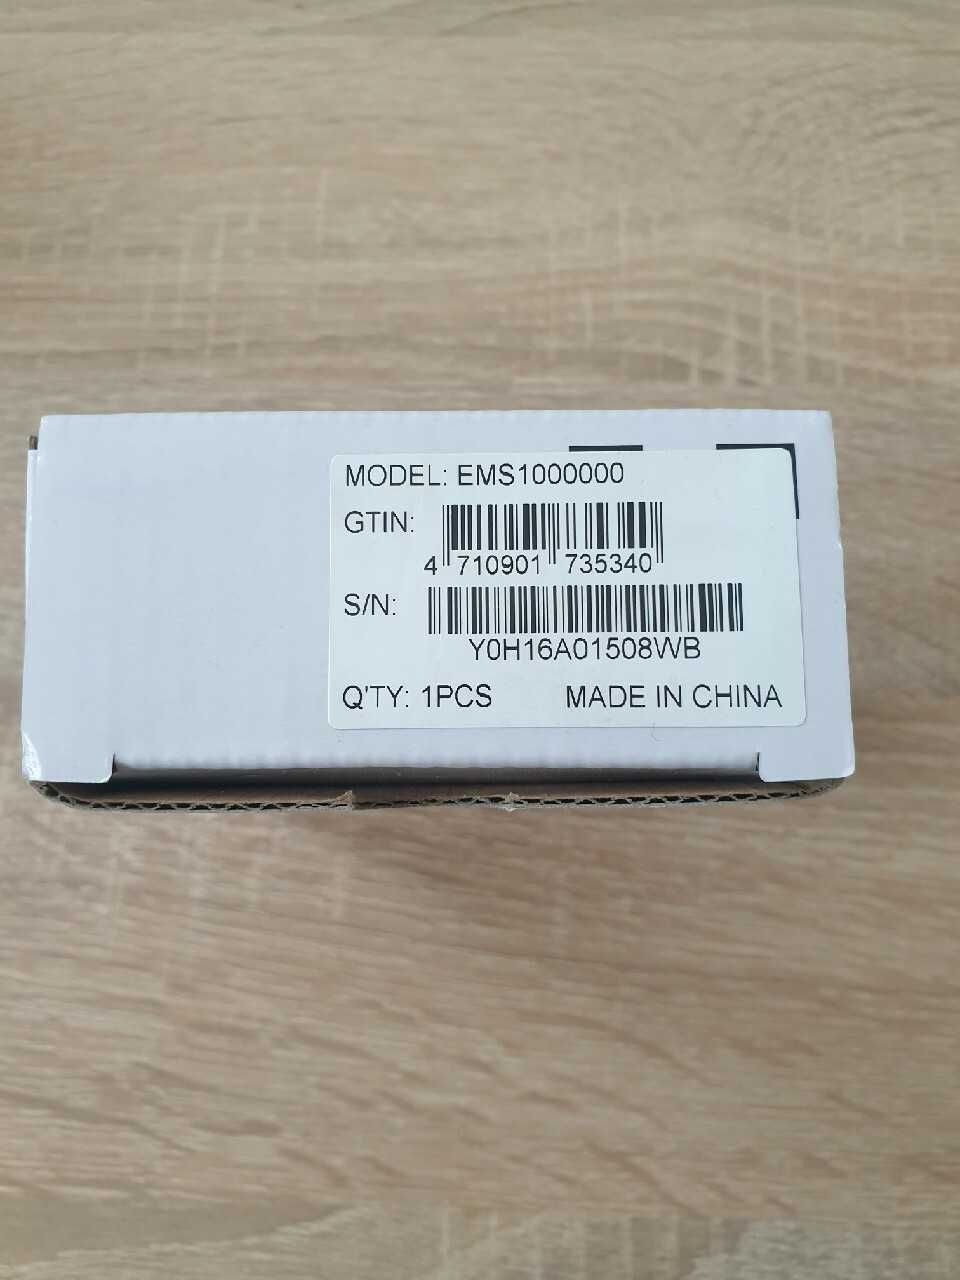 MODEL: EMS1000000
GTIN:
4 710901 735340
S/N:
Y0H16A01508WB
Q'TY: 1PCS MADE IN CHINA